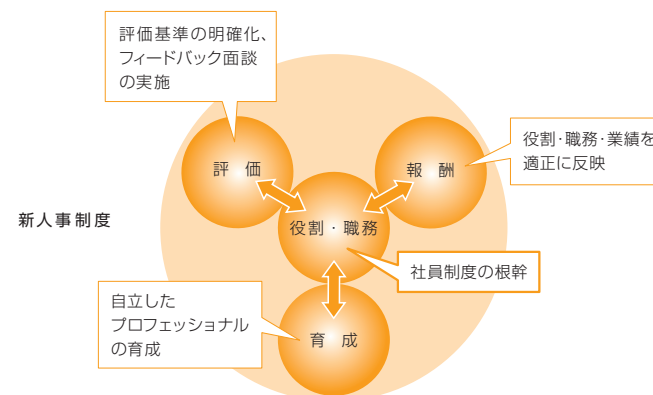 評価基準の明確化、
フィードバック面談
の実施
評 価
報 酬
役割・職務・業績を
適正に反映
新人事制度
役割・職務
社員制度の根幹
自立した
プロフェッショナル
の育成
育 成